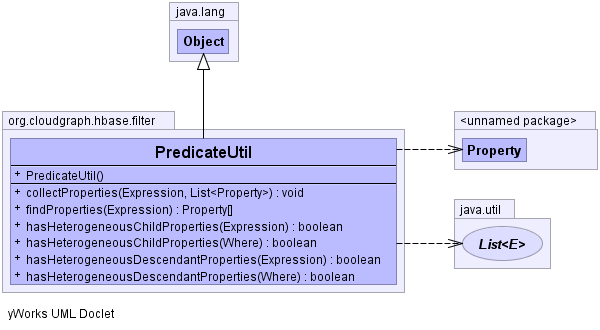 java.lang
Object
org.cloudgraph.hbase.filter
PredicateUtil
+ PredicateUtil()
+ collectProperties(Expression, List<Property>) : void
+ findProperties(Expression) : Property[]
+ hasHeterogeneousChildProperties(Expression) : boolean
+ hasHeterogeneousChildProperties(Where) : boolean
+ hasHeterogeneousDescendantProperties(Expression) : boolean
+ hasHeterogeneousDescendantProperties(Where) : boolean
<unnamed package>
Property
java.util
List<E>
yWorks UML Doclet